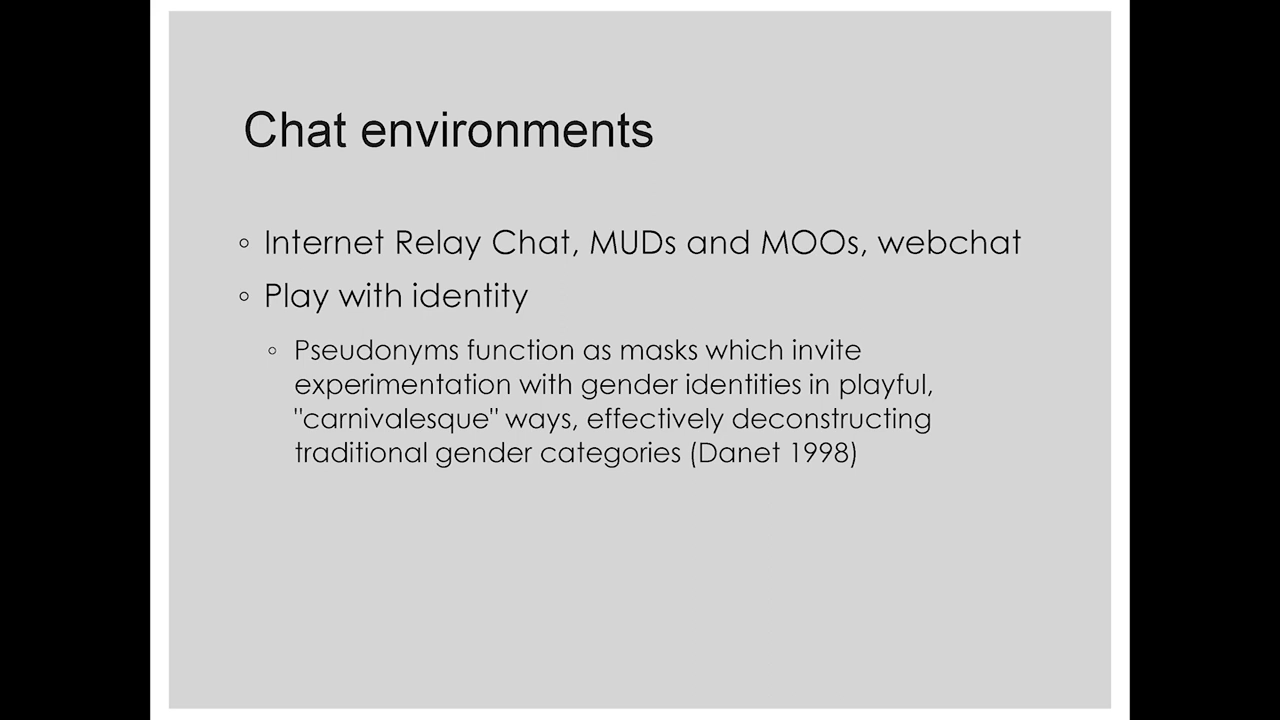 Chat environments
◦ Internet Relay Chat, MUDs and MOOs, webchat
◦ Play with identity
◦ Pseudonyms function as masks which invite
experimentation with gender identities in playful,
"carnivalesque" ways, effectively deconstructing
traditional gender categories (Danet 1998)